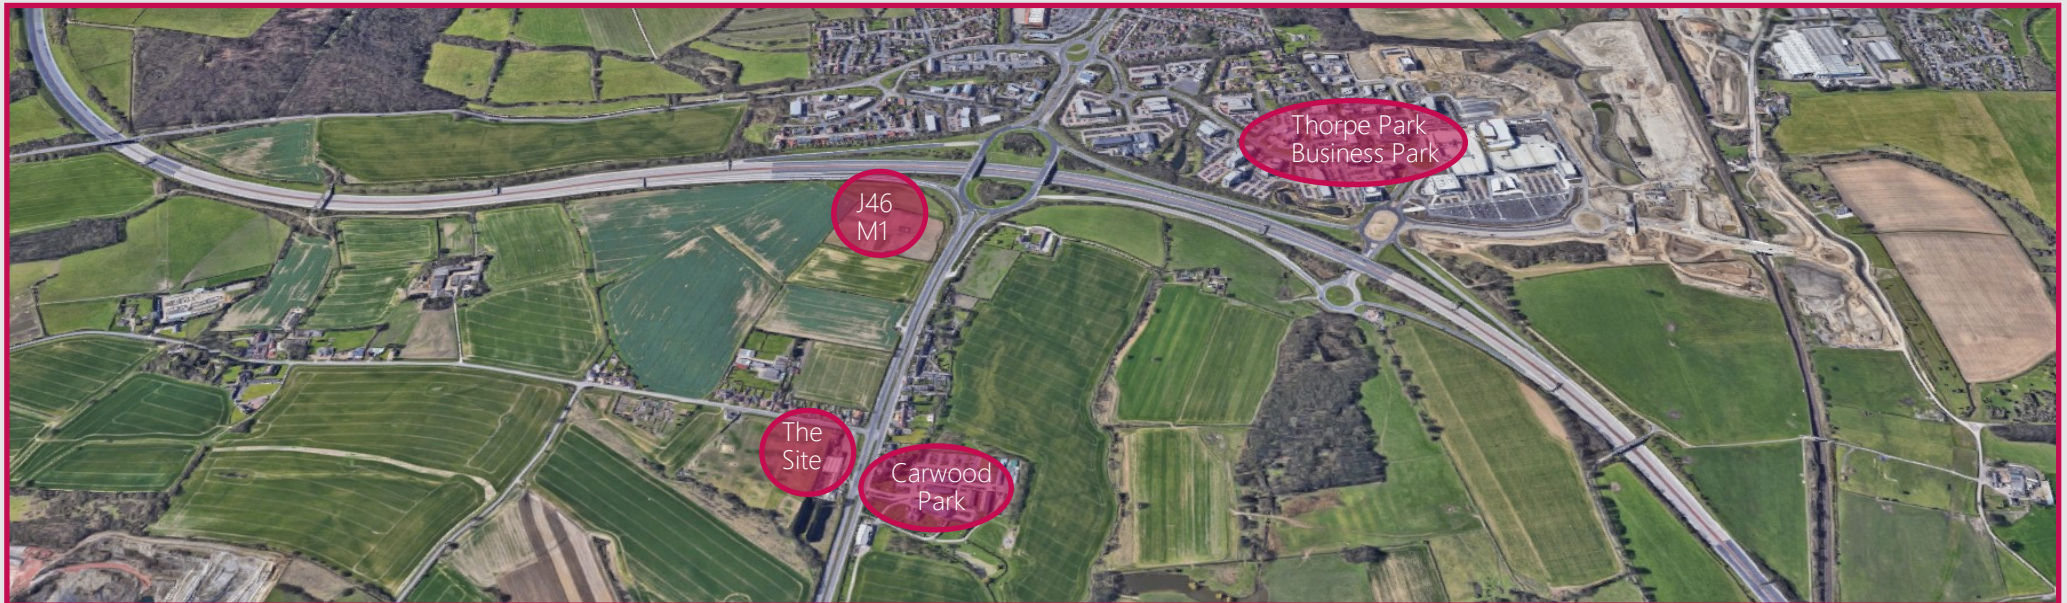 Thorpe Park
Business Park
J46
M1
The
Site
Carwood
Park